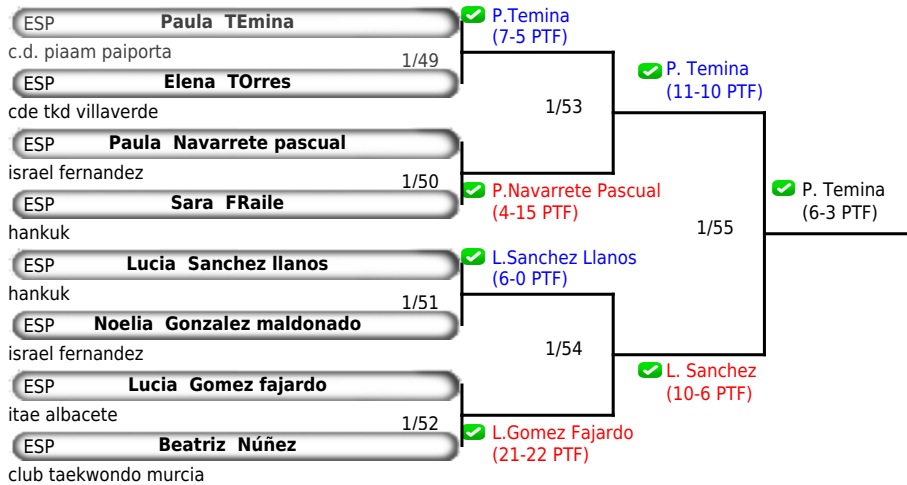 ESP Paula TEmina
c.d. piaam paiporta
1/49
ESP Elena TOrres
cde tkd villaverde
ESP Paula Navarrete pascual
israel fernandez
1/50
ESP Sara FRaile
hankuk
ESP Lucia Sanchez llanos
hankuk
1/51
ESP Noelia Gonzalez maldonado
israel fernandez
ESP Lucia Gomez fajardo
itae albacete
1/52
ESP Beatriz Núñez
club taekwondo murcia
P.Temina
(7-5 PTF)
1/53
P.Navarrete Pascual
(4-15 PTF)
L.Sanchez Llanos
(6-0 PTF)
1/54
L.Gomez Fajardo
(21-22 PTF)
P. Temina
(11-10 PTF)
1/55
L. Sanchez
(10-6 PTF)
P. Temina
(6-3 PTF)